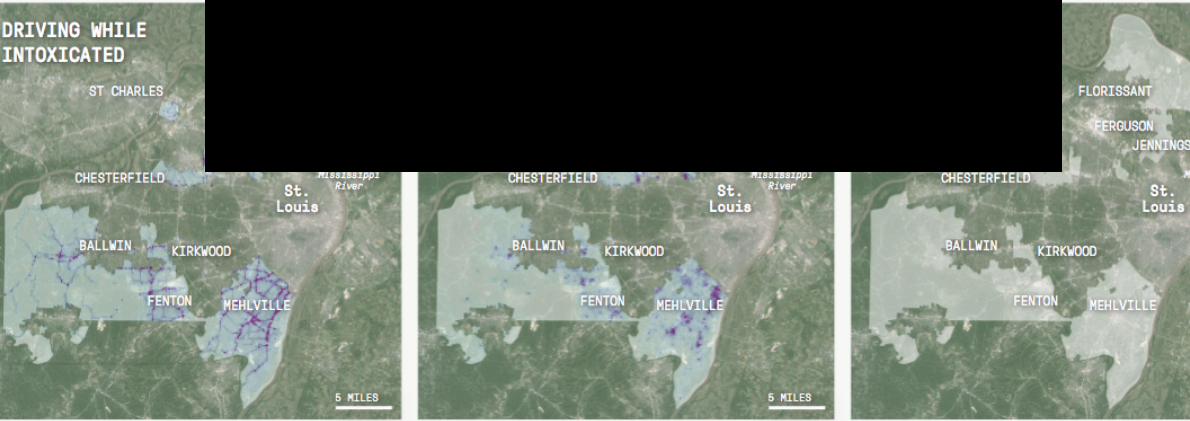 DRIVING WHILE
INTOXICATED
ST CHARLES
CHESTERFIELD
Mississippi
River
St.
Louis
BALLWIN
KIRKWOOD
FENTON
MEHLVILLE
5 MILES
CHESTERFIELD
Mississippi
River
St.
Louis
BALLWIN
KIRKWOOD
FENTON
MEHLVILLE
5 MILES
FLORISSANT
FERGUSON
JENNINGS
CHESTERFIELD
St.
Louis
BALLWIN
KIRKWOOD
FENTON
MEHLVILLE